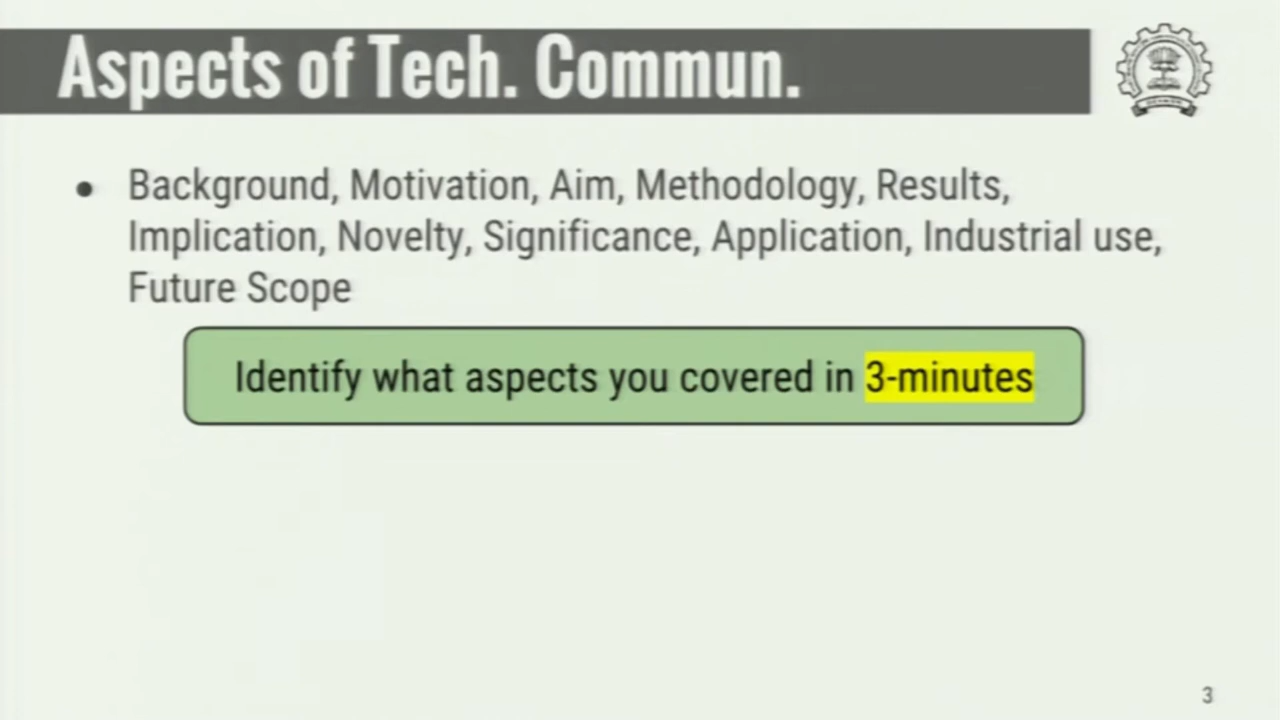 Aspects of Tech. Commun.
● Background, Motivation, Aim, Methodology, Results,
Implication, Novelty, Significance, Application, Industrial use,
Future Scope
Identify what aspects you covered in 3-minutes
3